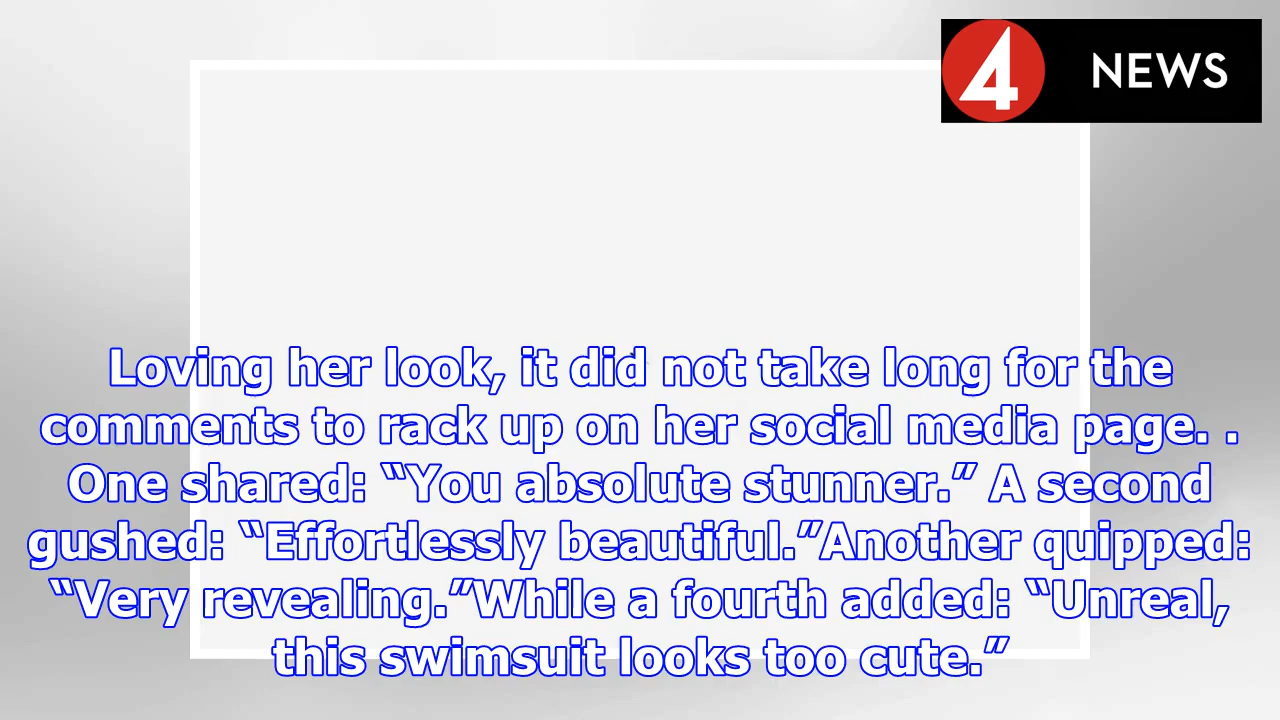 4 NEWS
Loving her look, it did not take long for the
comments to rack up on her social media page. .
One shared: “You absolute stunner.” A second
gushed: “Effortlessly beautiful.”Another quipped:
“Very revealing.”While a fourth added: “Unreal,
this swimsuit looks too cute.”